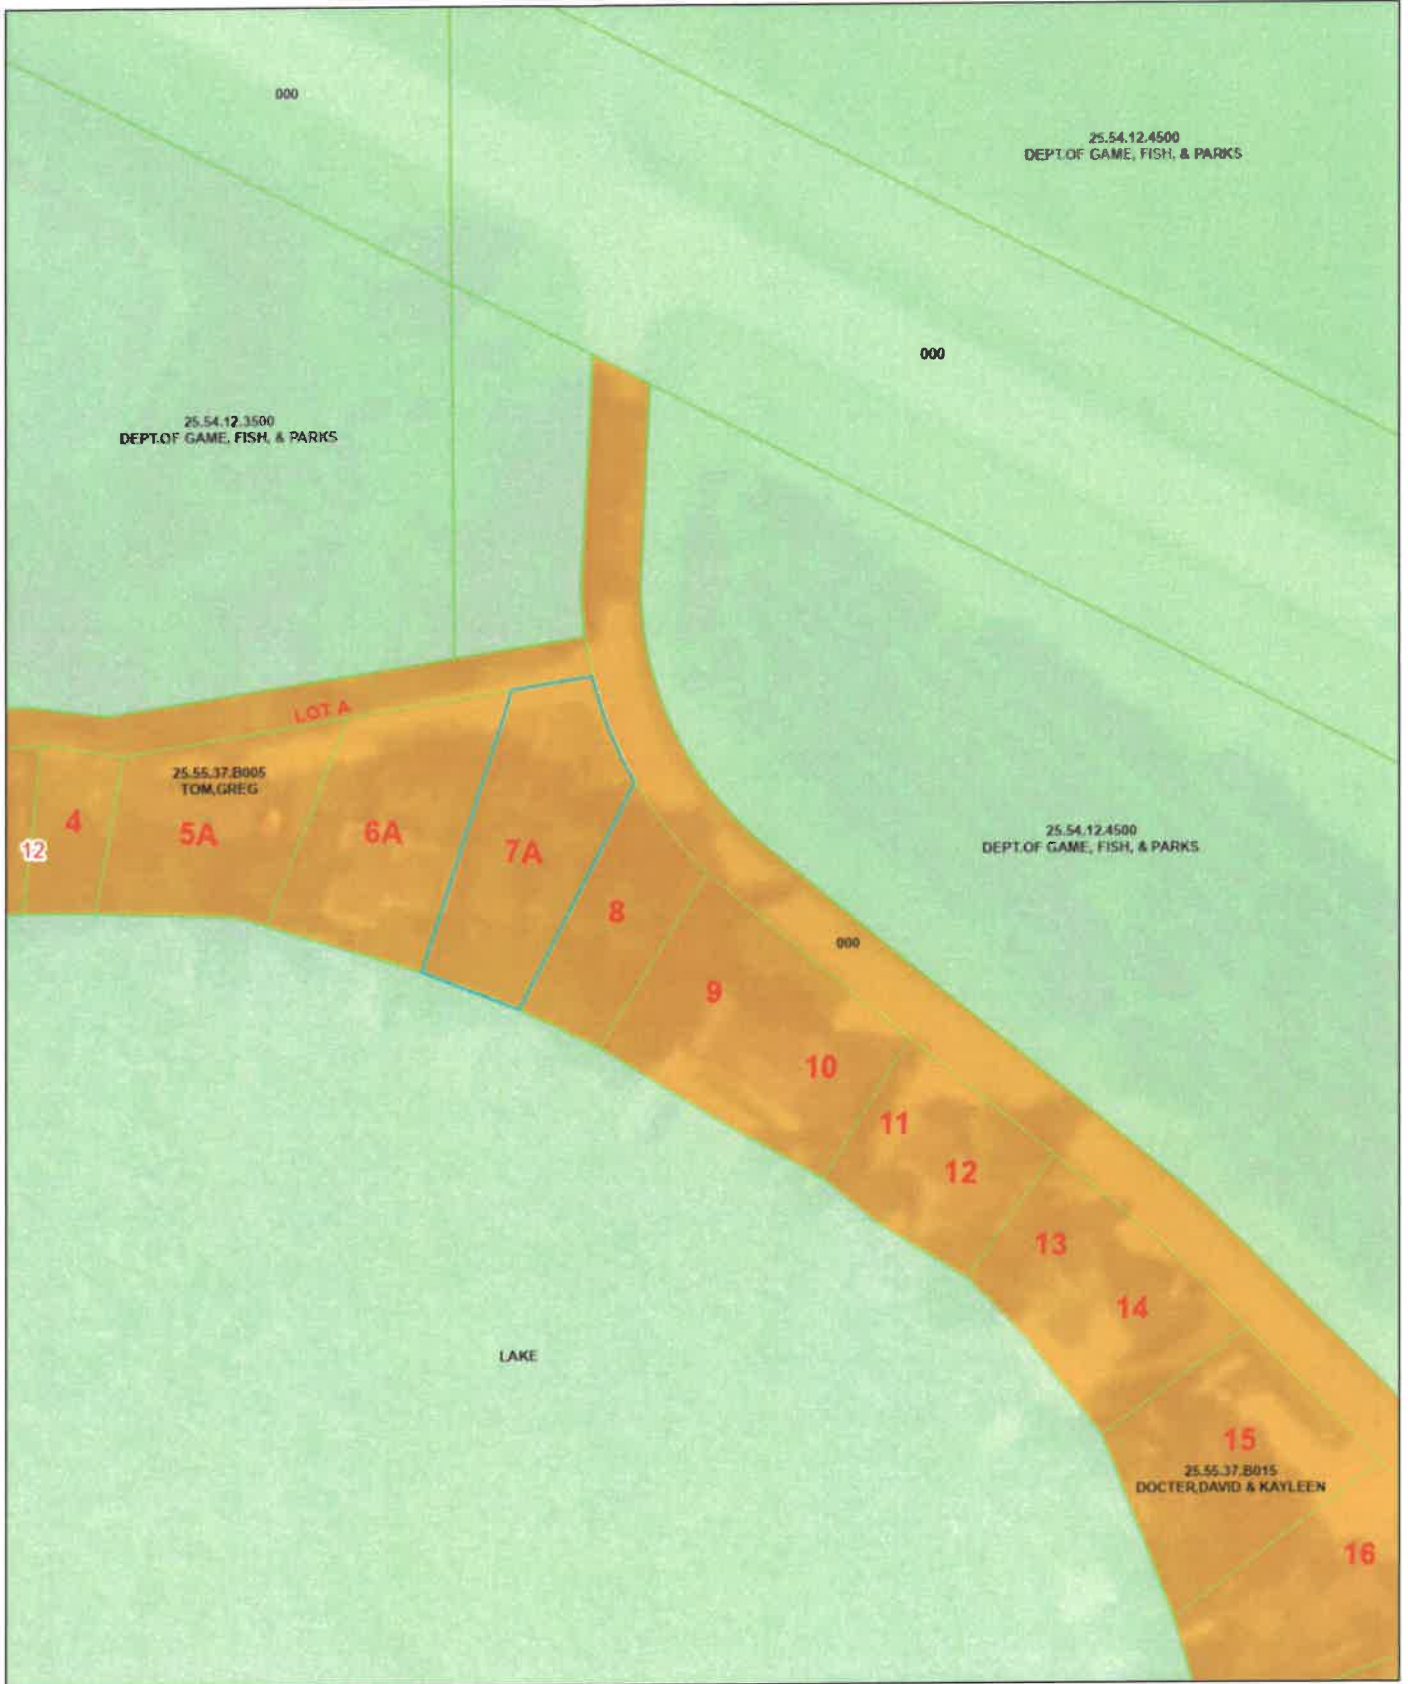 000
25.54.12.4500
DEPT.OF GAME, FISH, & PARKS
000
25.54.12.3500
DEPT.OF GAME, FISH, & PARKS
LOT A
25.55.37.B005
TOM,GREG
4
12
5A
6A
7A
25.54.12.4500
DEPT.OF GAME, FISH, & PARKS
8
000
9
10
11
12
13
14
LAKE
15
25.55.37.B015
DOCTER,DAVID & KAYLEEN
16